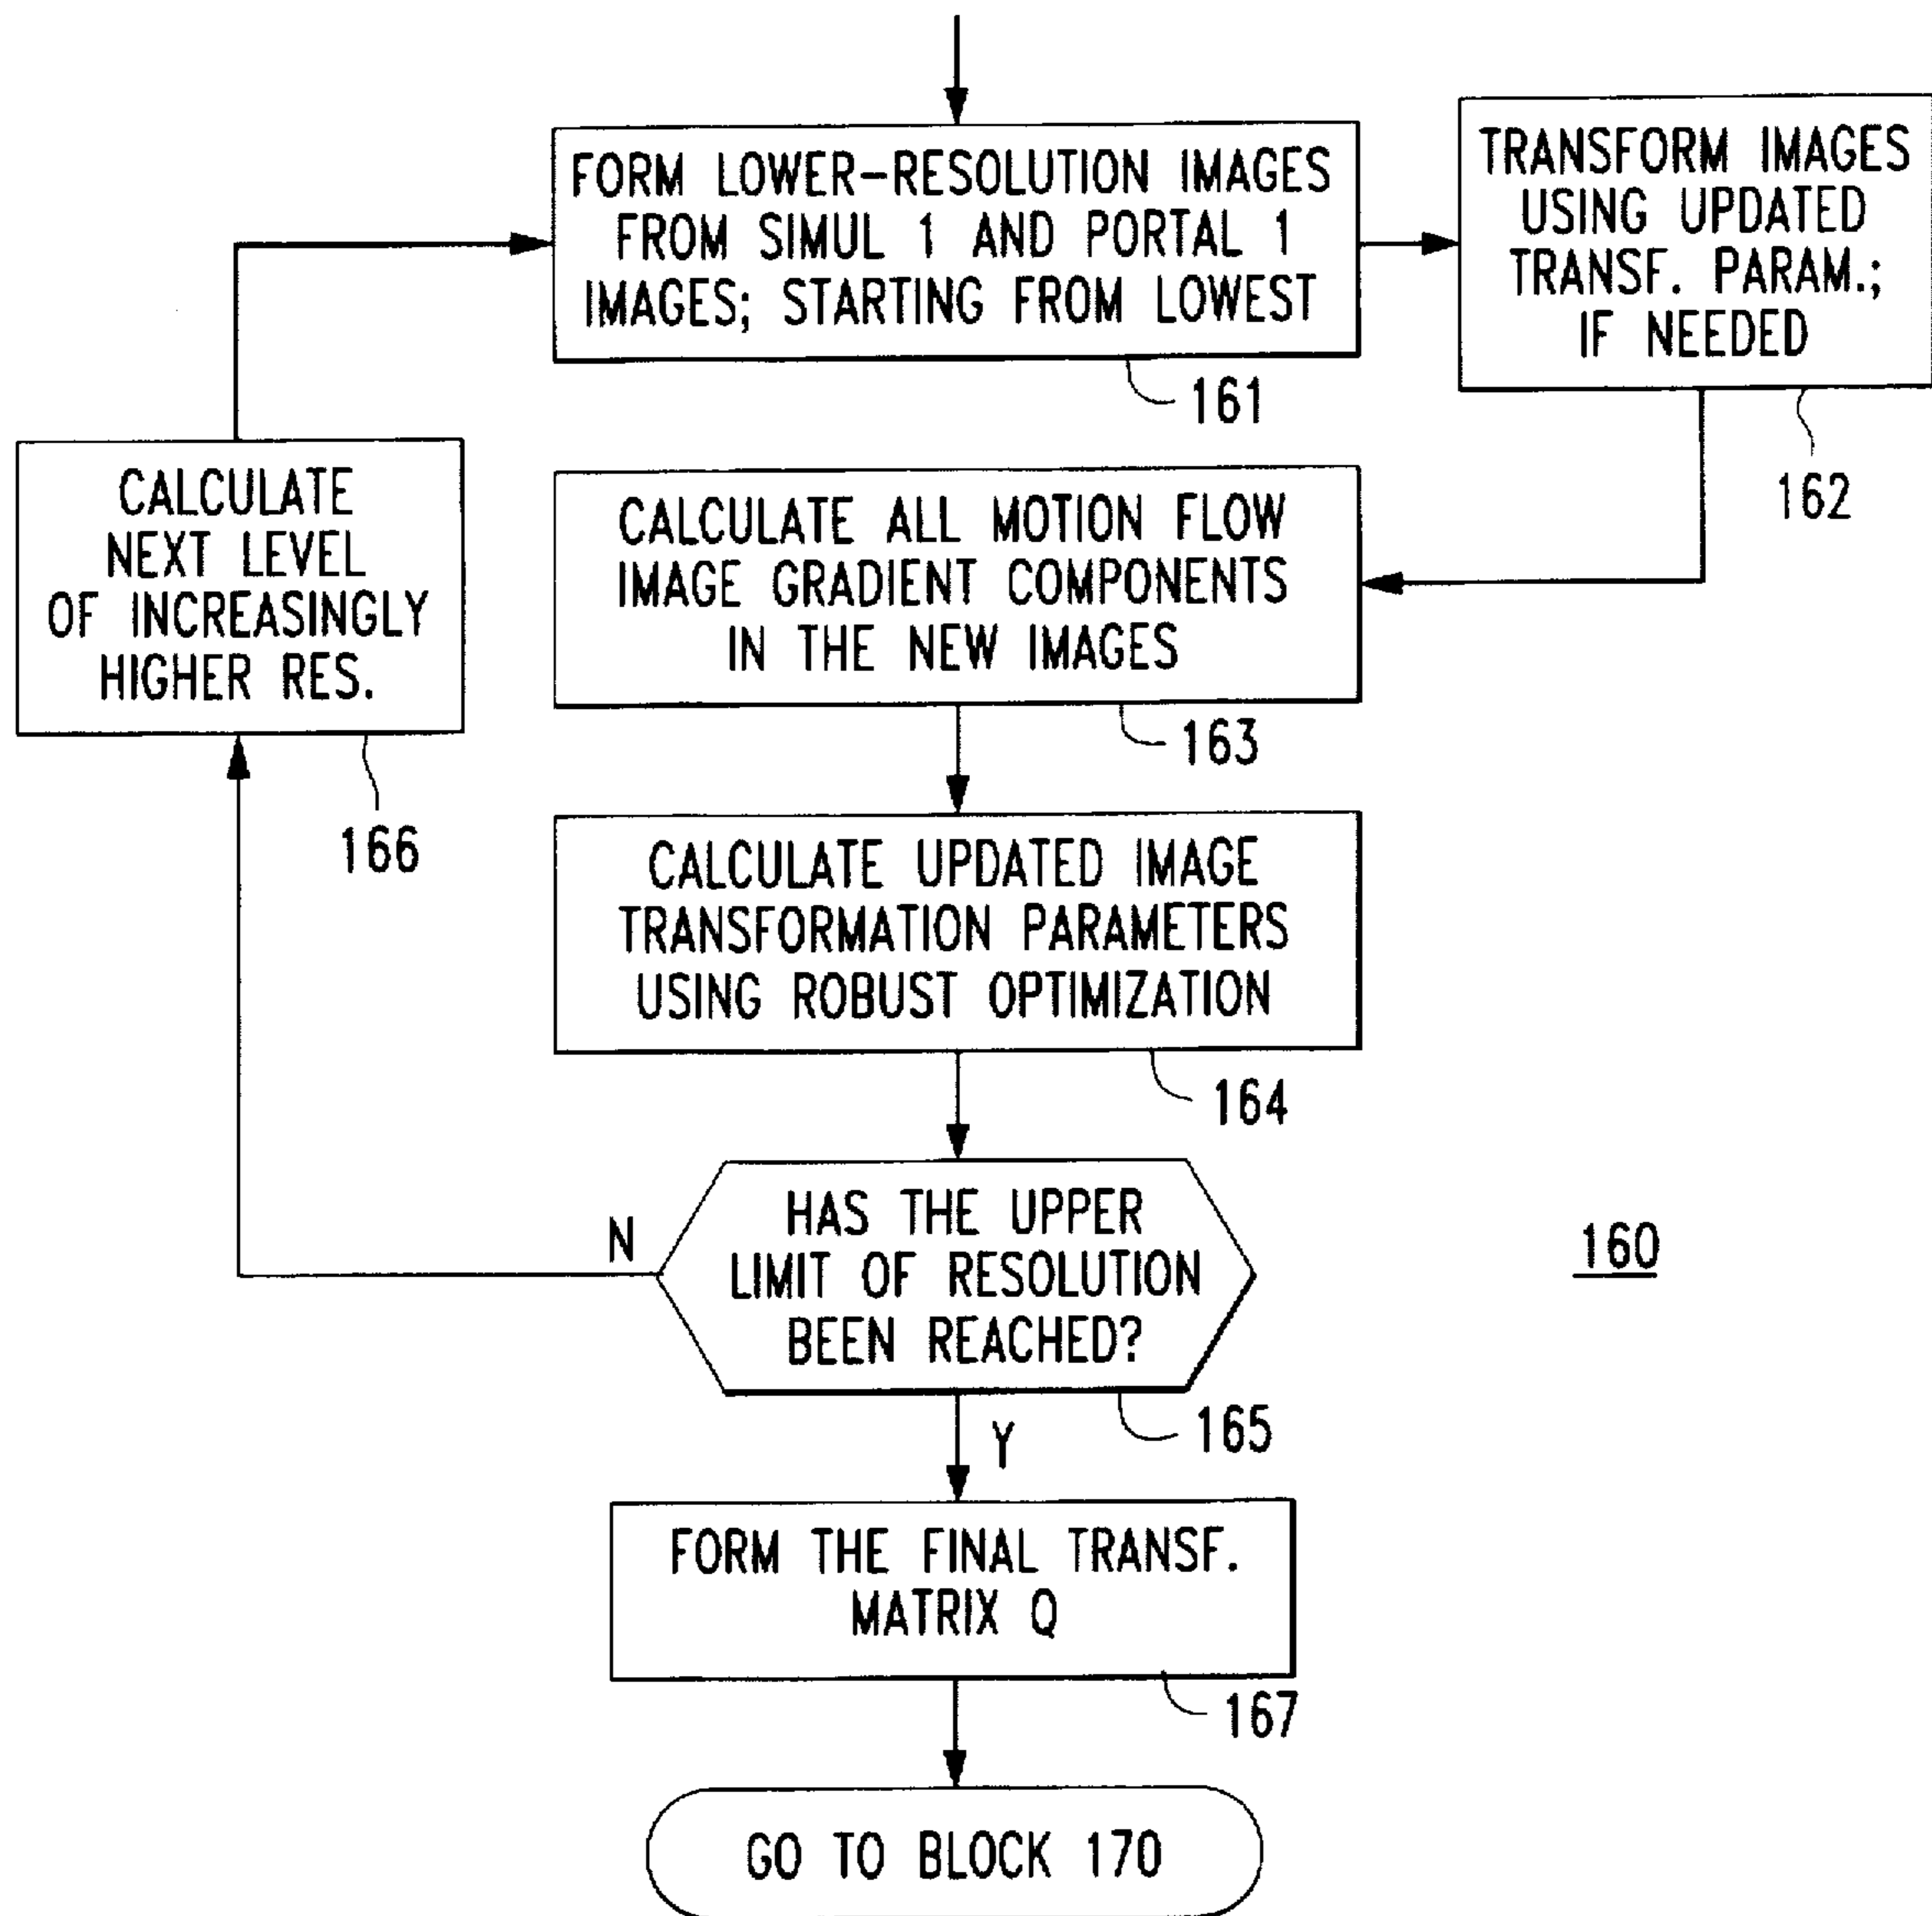 FORM LOWER-RESOLUTION IMAGES
FROM SIMUL 1 AND PORTAL 1
IMAGES; STARTING FROM LOWEST
161
TRANSFORM IMAGES
USING UPDATED
TRANSF. PARAM.;
IF NEEDED
162
CALCULATE
NEXT LEVEL
OF INCREASINGLY
HIGHER RES.
166
CALCULATE ALL MOTION FLOW
IMAGE GRADIENT COMPONENTS
IN THE NEW IMAGES
163
CALCULATE UPDATED IMAGE
TRANSFORMATION PARAMETERS
USING ROBUST OPTIMIZATION
164
N
HAS THE UPPER
LIMIT OF RESOLUTION
BEEN REACHED?
165
160
Y
FORM THE FINAL TRANSF.
MATRIX Q
167
GO TO BLOCK 170